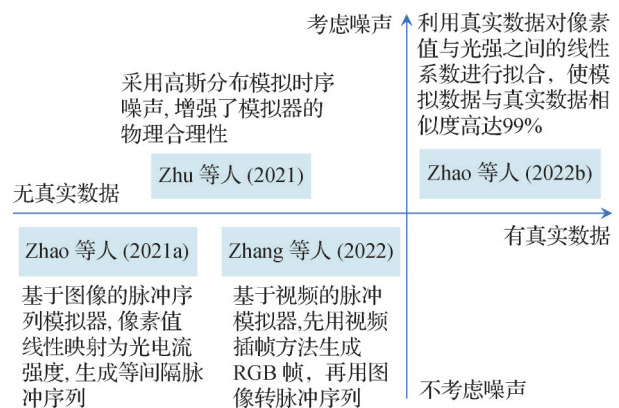 考虑噪声
利用真实数据对像素
值与光强之间的线性
系数进行拟合，使模
拟数据与真实数据相
似度高达99%
采用高斯分布模拟时序
噪声,增强了模拟器的
物理合理性
Zhu 等人 (2021)
Zhao 等人 (2022b)
无真实数据
有真实数据
Zhao 等人 (2021a)
Zhang 等人 (2022)
基于图像的脉冲序
列模拟器, 像素值
线性映射为光电流
强度, 生成等间隔脉
冲序列
基于视频的脉冲
模拟器,先用视频
插帧方法生成
RGB 帧，再用图
像转脉冲序列
不考虑噪声